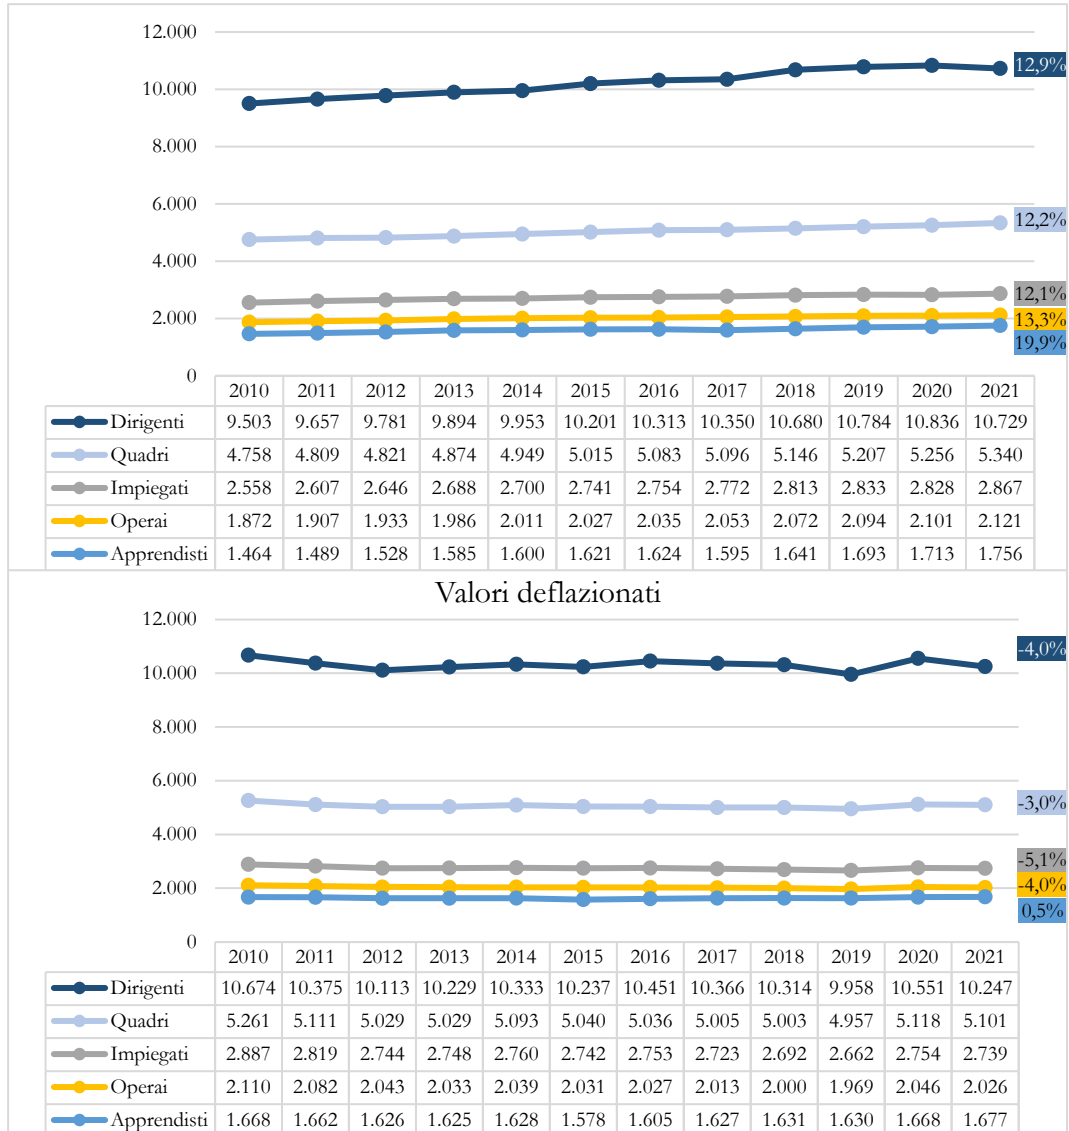 12.000
10.000
8.000
6.000
4.000
2.000
0
12,9%
12,2%
12,1%
13,3%
19,9%
2010 2011 2012 2013 2014 2015 2016 2017 2018 2019 2020 2021
Dirigenti 9.503 9.657 9.781 9.894 9.953 10.201 10.313 10.350 10.680 10.784 10.836 10.729
Quadri 4.758 4.809 4.821 4.874 4.949 5.015 5.083 5.096 5.146 5.207 5.256 5.340
Impiegati 2.558 2.607 2.646 2.688 2.700 2.741 2.754 2.772 2.813 2.833 2.828 2.867
Operai 1.872 1.907 1.933 1.986 2.011 2.027 2.035 2.053 2.072 2.094 2.101 2.121
Apprendisti 1.464 1.489 1.528 1.585 1.600 1.621 1.624 1.595 1.641 1.693 1.713 1.756
Valori deflazionati
12.000
10.000
8.000
6.000
4.000
2.000
0
-4,0%
-3,0%
-5,1%
-4,0%
0,5%
2010 2011 2012 2013 2014 2015 2016 2017 2018 2019 2020 2021
Dirigenti 10.674 10.375 10.113 10.229 10.333 10.237 10.451 10.366 10.314 9.958 10.551 10.247
Quadri 5.261 5.111 5.029 5.029 5.093 5.040 5.036 5.005 5.003 4.957 5.118 5.101
Impiegati 2.887 2.819 2.744 2.748 2.760 2.742 2.753 2.723 2.692 2.662 2.754 2.739
Operai 2.110 2.082 2.043 2.033 2.039 2.031 2.027 2.013 2.000 1.969 2.046 2.026
Apprendisti 1.668 1.662 1.626 1.625 1.628 1.578 1.605 1.627 1.631 1.630 1.668 1.677